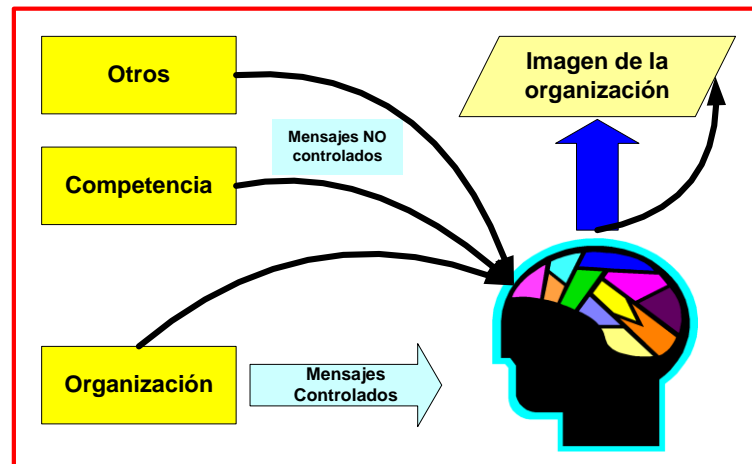 Otros
Imagen de la
organización
Mensajes NO
controlados
Competencia
Organización
Mensajes
Controlados